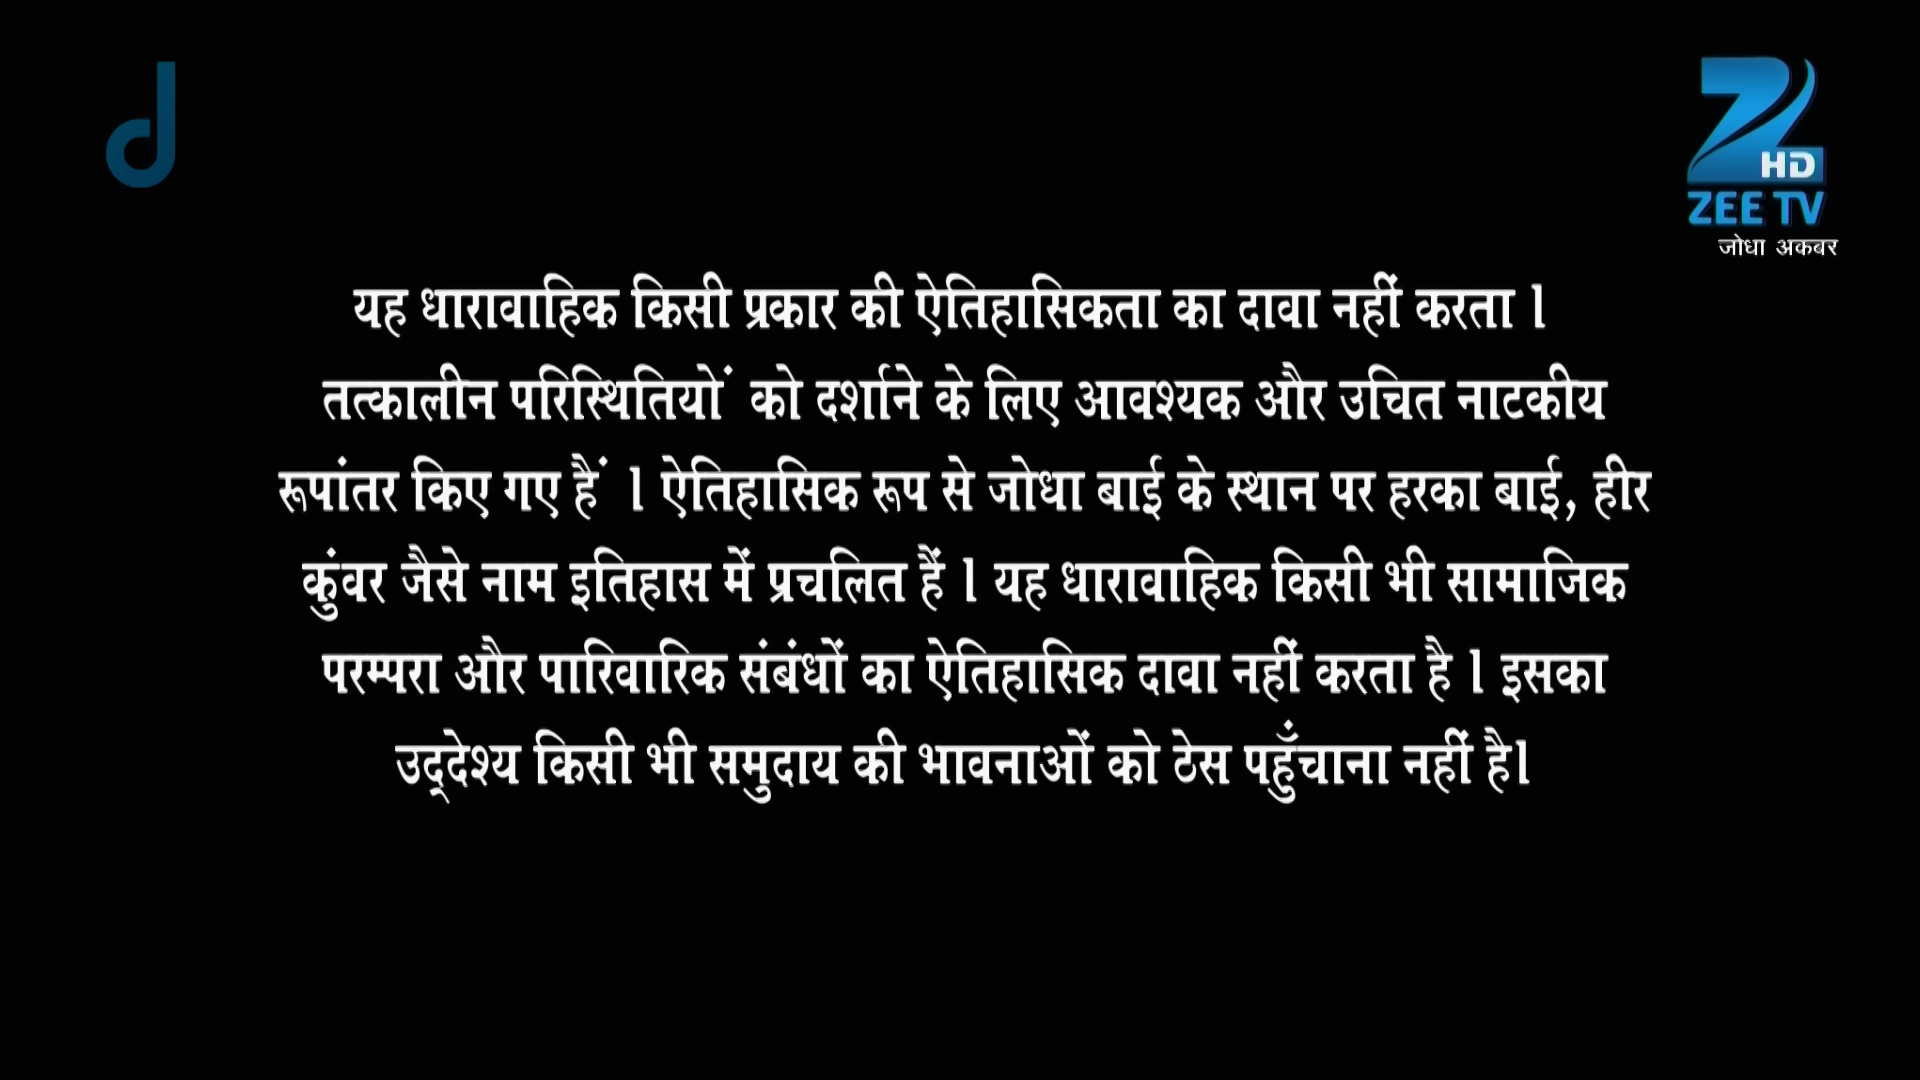 d
HD
ZEE TV
जोधा अकबर
यह धारावाहिक किसी प्रकार की ऐतिहासिकता का दावा नहीं करता ।
तत्कालीन परिस्थितियों को दर्शाने के लिए आवश्यक और उचित नाटकीय
रूपांतर किए गए हैं । ऐतिहासिक रूप से जोधा बाई के स्थान पर हरका बाई, हीर
कुंवर जैसे नाम इतिहास में प्रचलित हैं । यह धारावाहिक किसी भी सामाजिक
परम्परा और पारिवारिक संबंधों का ऐतिहासिक दावा नहीं करता है । इसका
उद्देश्य किसी भी समुदाय की भावनाओं को ठेस पहुँचाना नहीं है।